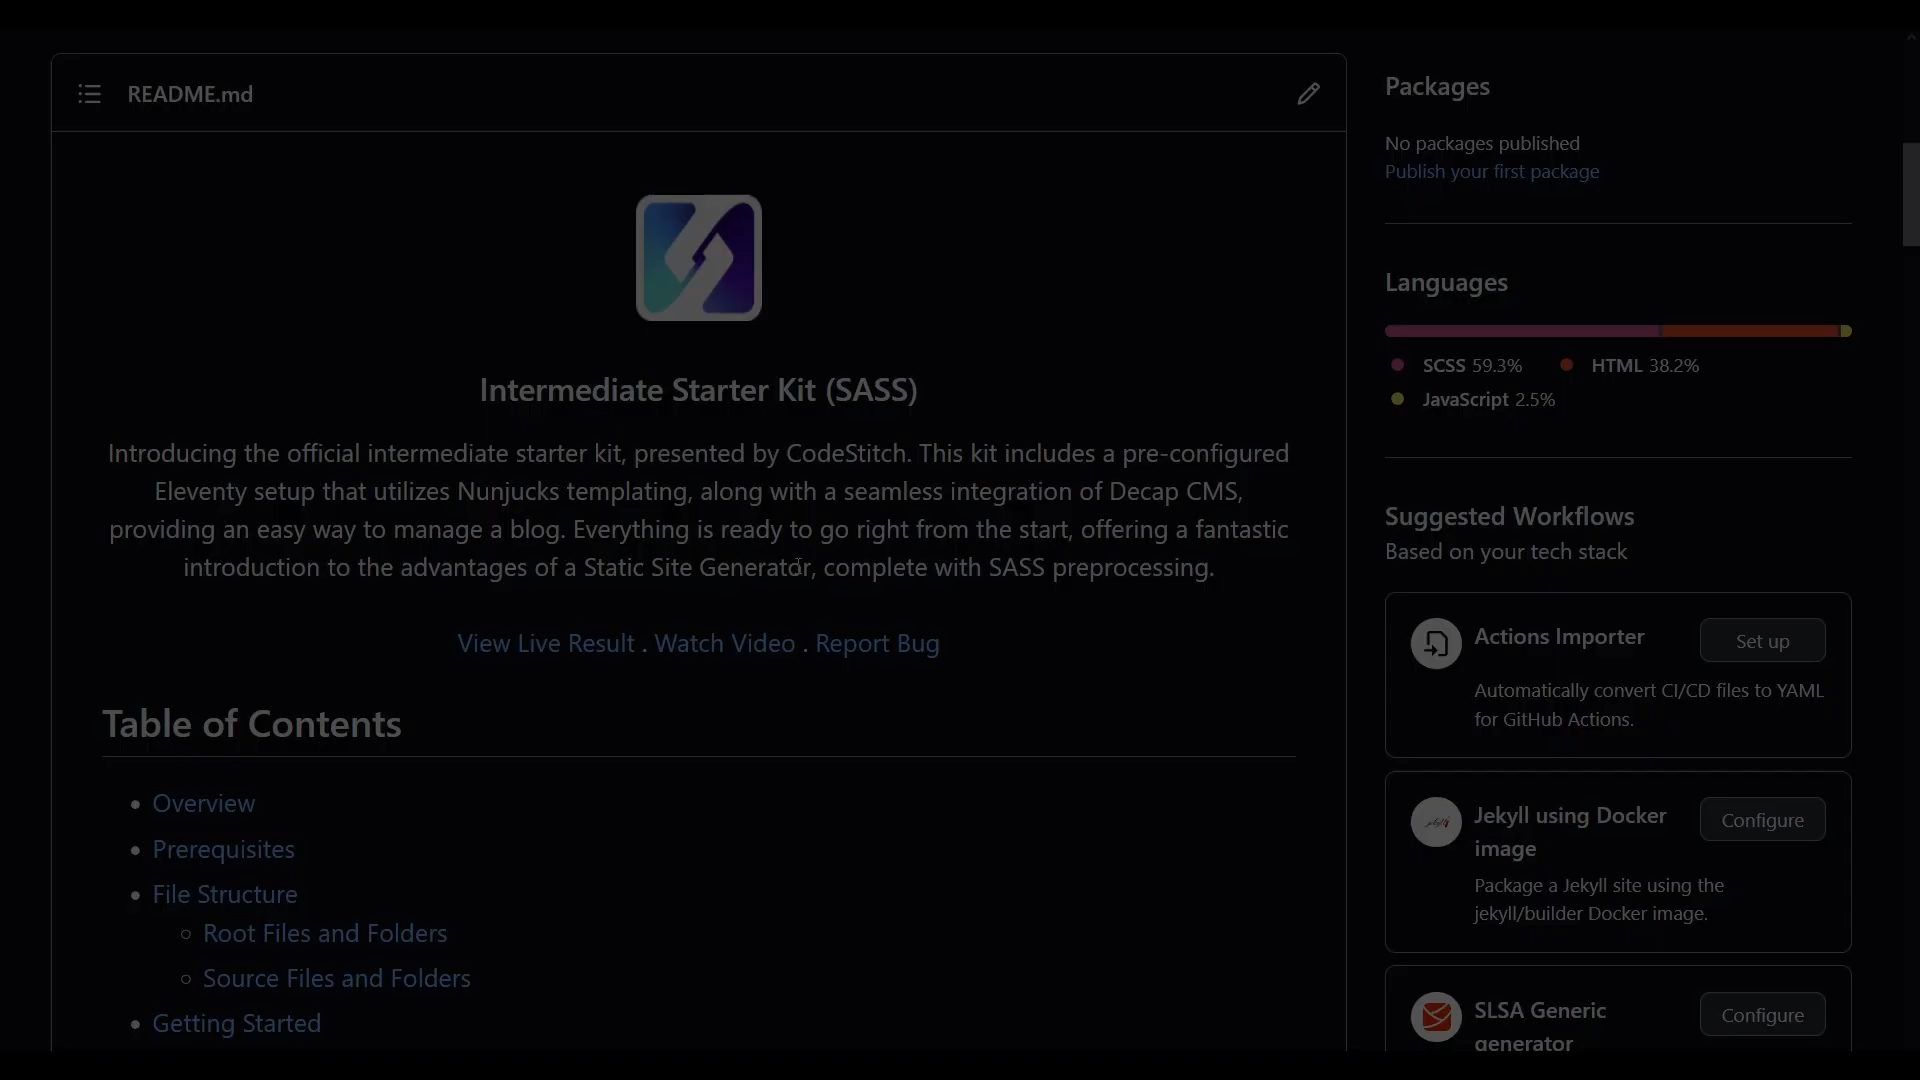 README.md
Intermediate Starter Kit (SASS)
Introducing the official intermediate starter kit, presented by CodeStitch. This kit includes a pre-configured
Eleventy setup that utilizes Nunjucks templating, along with a seamless integration of Decap CMS,
providing an easy way to manage a blog. Everything is ready to go right from the start, offering a fantastic
introduction to the advantages of a Static Site Generator, complete with SASS preprocessing.
View Live Result . Watch Video . Report Bug
Table of Contents
Overview
Prerequisites
File Structure
Root Files and Folders
Source Files and Folders
Getting Started
Packages
No packages published
Publish your first package
Languages
SCSS 59.3% HTML 38.2%
JavaScript 2.5%
Suggested Workflows
Based on your tech stack
Actions Importer
Set up
Automatically convert CI/CD files to YAML
for GitHub Actions.
Jekyll using Docker
image
Configure
Package a Jekyll site using the
jekyll/builder Docker image.
SLSA Generic
generator
Configure